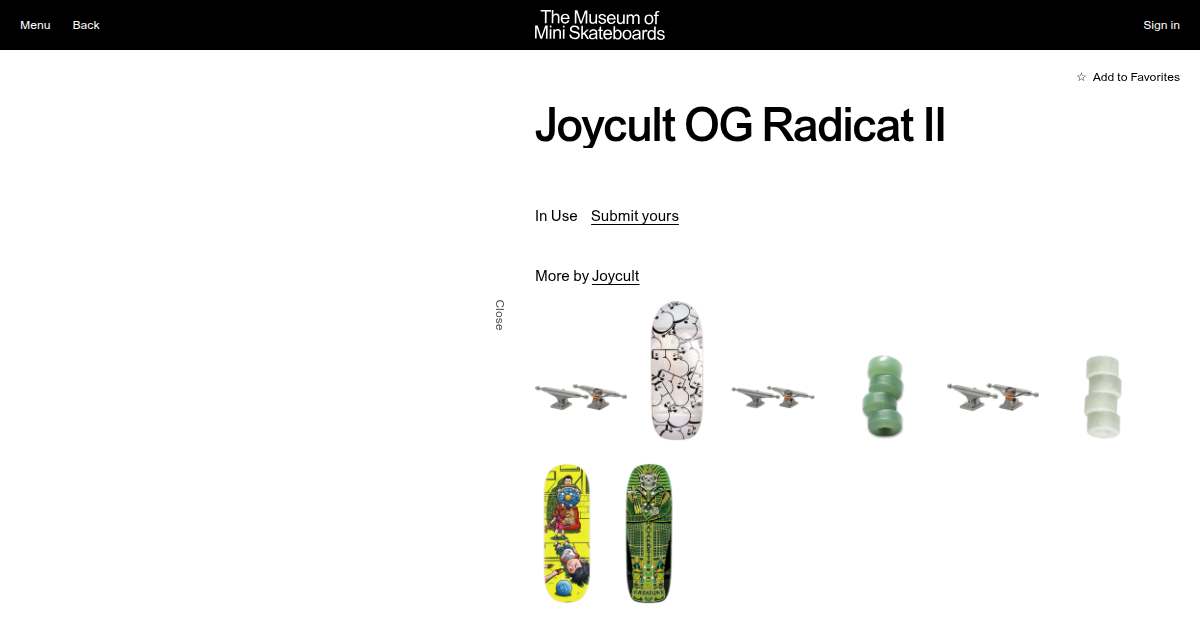 Menu Back
The Museum of
Mini Skateboards
Sign in
☆ Add to Favorites
Joycult OG Radicat II
In Use Submit yours
More by Joycult
Close